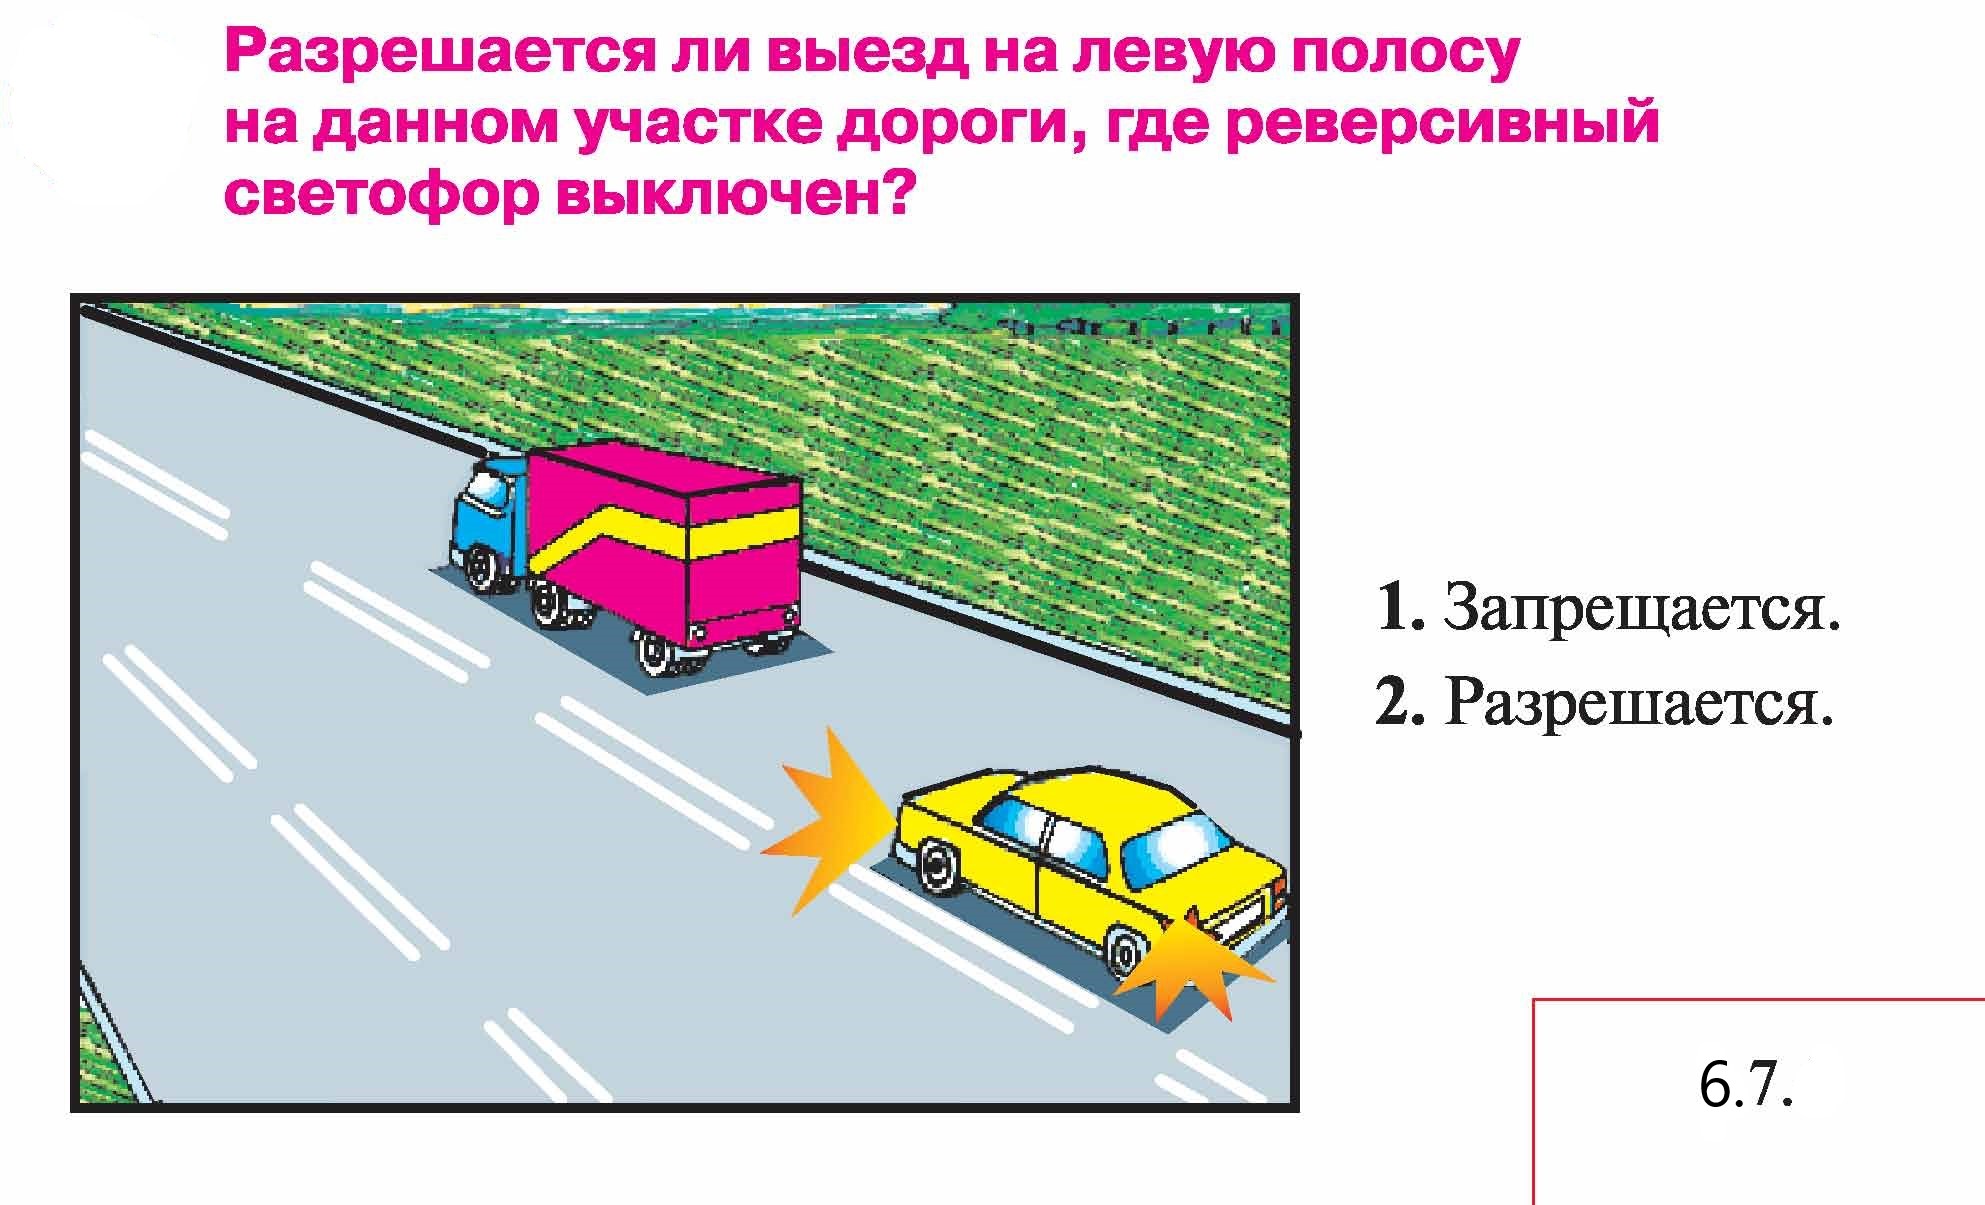 Разрешается ли выезд на левую полосу
на данном участке дороги, где реверсивный
светофор выключен?
1. Запрещается.
2. Разрешается.
6.7.